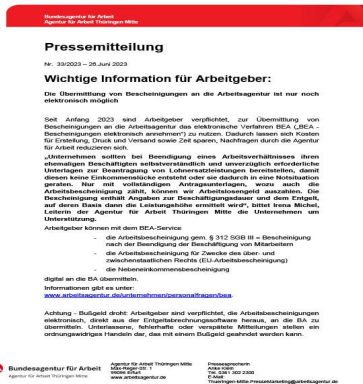 Bundesagentur für Arbeit
Agentur für Arbeit Thüringen Mitte
Pressemitteilung
Nr. 33/2023 – 26.Juni 2023
Wichtige Information für Arbeitgeber:
Die Übermittlung von Bescheinigungen an die Arbeitsagentur ist nur noch
elektronisch möglich
Seit Anfang 2023 sind Arbeitgeber verpflichtet, zur Übermittlung von
Bescheinigungen an die Arbeitsagentur das elektronische Verfahren BEA („BEA -
Bescheinigungen elektronisch annehmen“) zu nutzen. Dadurch lassen sich Kosten
für Erstellung, Druck und Versand sowie Zeit sparen, Nachfragen durch die Agentur
für Arbeit reduzieren sich.
„Unternehmen sollten bei Beendigung eines Arbeitsverhältnisses ihren
ehemaligen Beschäftigten selbstverständlich und unverzüglich erforderliche
Unterlagen zur Beantragung von Lohnersatzleistungen bereitstellen, damit
diesen keine Einkommenslücke entsteht oder sie dadurch in eine Notsituation
geraten. Nur mit vollständigen Antragsunterlagen, wozu auch die
Arbeitsbescheinigung zählt, können wir Arbeitslosengeld auszahlen. Die
Bescheinigung enthält Angaben zur Beschäftigungsdauer und dem Entgelt,
auf deren Basis dann die Leistungshöhe ermittelt wird“, bittet Irena Michel,
Leiterin der Agentur für Arbeit Thüringen Mitte die Unternehmen um
Unterstützung.
Arbeitgeber können mit dem BEA-Service
- die Arbeitsbescheinigung gem. § 312 SGB III – Bescheinigung
nach der Beendigung der Beschäftigung von Mitarbeitern
- die Arbeitsbescheinigung für Zwecke des über- und
zwischenstaatlichen Rechts (EU-Arbeitsbescheinigung)
- die Nebeneinkommensbescheinigung
digital an die BA übermitteln.
Informationen gibt es unter:
www.arbeitsagentur.de/unternehmen/personalfragen/bea.
Achtung - Bußgeld droht: Arbeitgeber sind verpflichtet, die Arbeitsbescheinigungen
elektronisch, direkt aus der Entgeltabrechnungssoftware heraus, an die BA zu
übermitteln. Unterlassene, fehlerhafte oder verspätete Mitteilungen stellen ein
ordnungswidriges Handeln dar, das mit einem Bußgeld geahndet werden kann.
Bundesagentur für Arbeit
Agentur für Arbeit Thüringen Mitte
Agentur für Arbeit Thüringen Mitte
Max-Reger-Str. 1
99096 Erfurt
www.arbeitsagentur.de
Pressesprecherin
Anke Klein
Tel. 0361 302 2300
E-Mail:
Thueringen-Mitte.Pressemarketing@arbeitsagentur.de